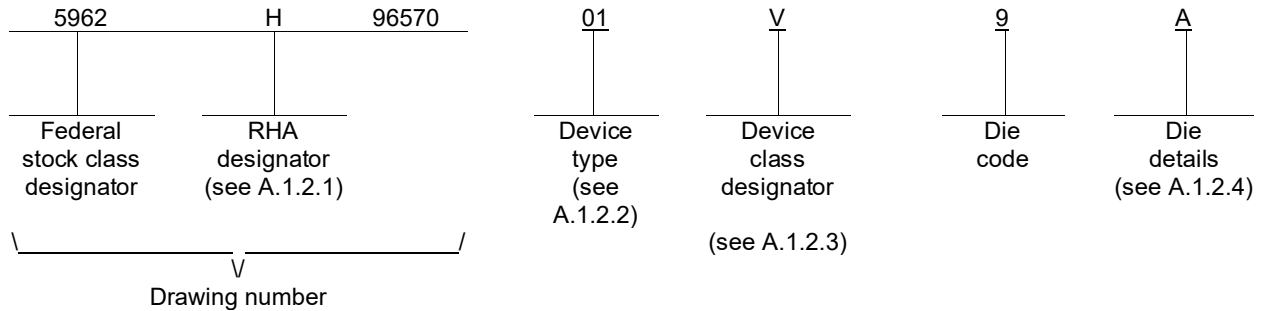 5962 H 96570 01 V 9 A
Federal stock class designator
RHA designator (see A.1.2.1)
Device type (see A.1.2.2)
Device class designator (see A.1.2.3)
Die code
Die details (see A.1.2.4)
Drawing number